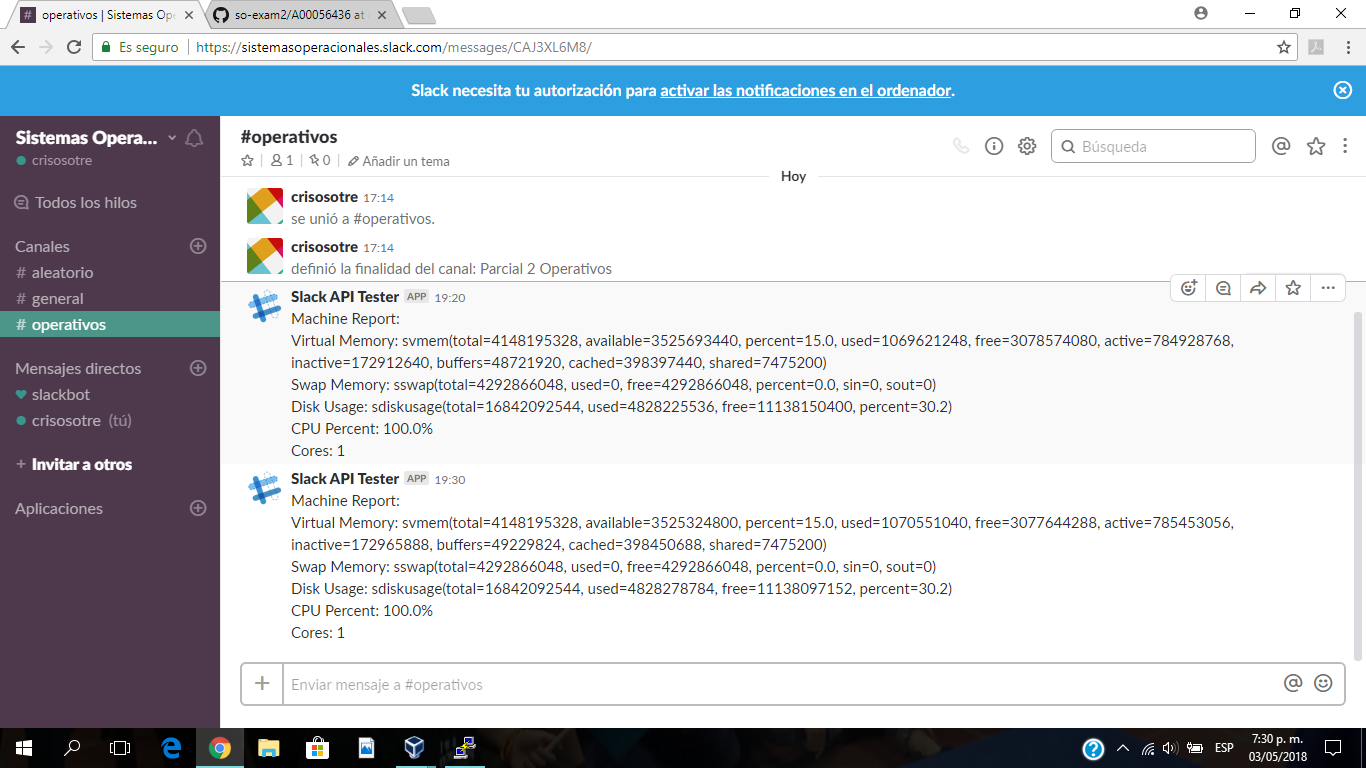 operativos | Sistemas Ope
so-exam2/A00056436 at
Es seguro
https://sistemasoperacionales.slack.com/messages/CAJ3XL6M8/
Slack necesita tu autorización para activar las notificaciones en el ordenador.
Sistemas Opera...
crisosotre
Todos los hilos
Canales
# aleatorio
# general
# operativos
Mensajes directos
slackbot
crisosotre (tú)
+ Invitar a otros
Aplicaciones
#operativos
1
0
Añadir un tema
Búsqueda
Hoy
crisosotre 17:14
se unió a #operativos.
crisosotre 17:14
definió la finalidad del canal: Parcial 2 Operativos
Slack API Tester APP 19:20
Machine Report:
Virtual Memory: svmem(total=4148195328, available=3525693440, percent=15.0, used=1069621248, free=3078574080, active=784928768,
inactive=172912640, buffers=48721920, cached=398397440, shared=7475200)
Swap Memory: sswap(total=4292866048, used=0, free=4292866048, percent=0.0, sin=0, sout=0)
Disk Usage: sdiskusage(total=16842092544, used=4828225536, free=11138150400, percent=30.2)
CPU Percent: 100.0%
Cores: 1
Slack API Tester APP 19:30
Machine Report:
Virtual Memory: svmem(total=4148195328, available=3525324800, percent=15.0, used=1070551040, free=3077644288, active=785453056,
inactive=172965888, buffers=49229824, cached=398450688, shared=7475200)
Swap Memory: sswap(total=4292866048, used=0, free=4292866048, percent=0.0, sin=0, sout=0)
Disk Usage: sdiskusage(total=16842092544, used=4828278784, free=11138097152, percent=30.2)
CPU Percent: 100.0%
Cores: 1
Enviar mensaje a #operativos
ESP
7:30 p. m.
03/05/2018